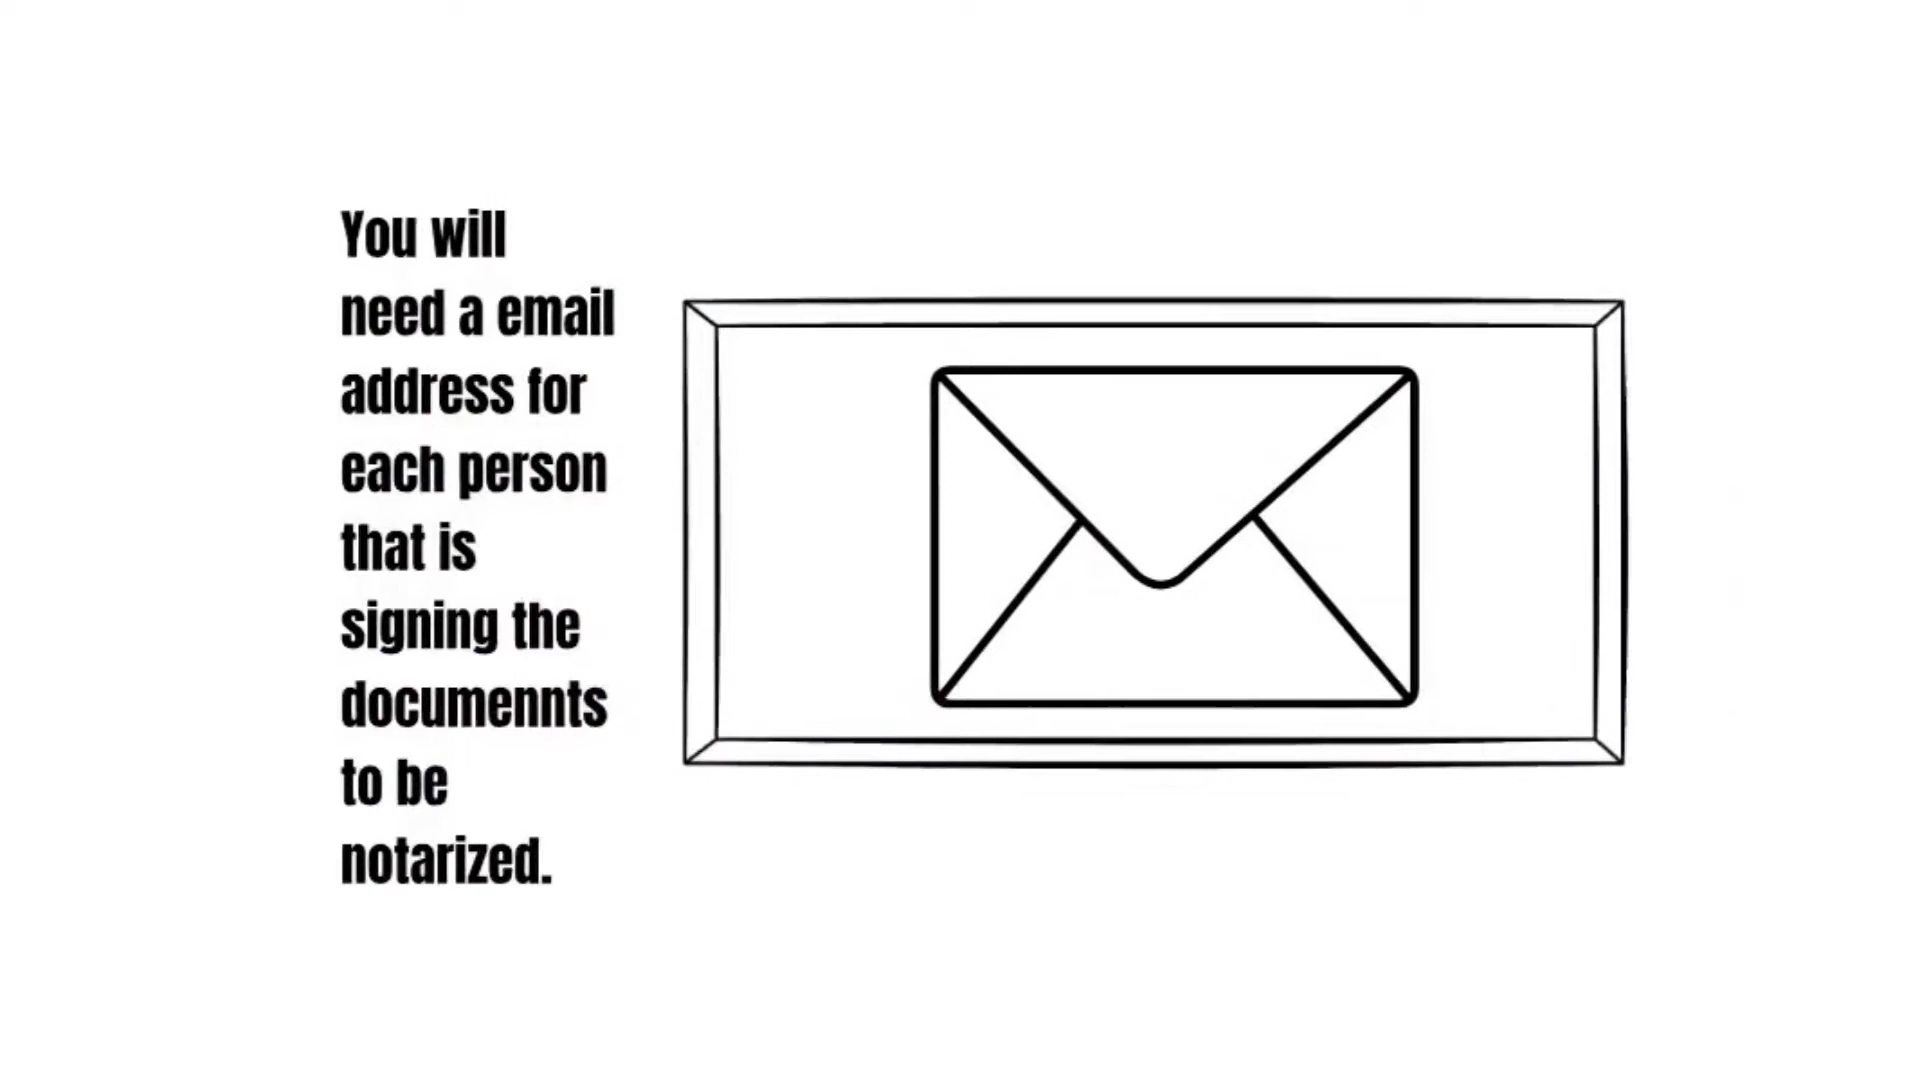 You will
need a email
address for
each person
that is
signing the
documennts
to be
notarized.